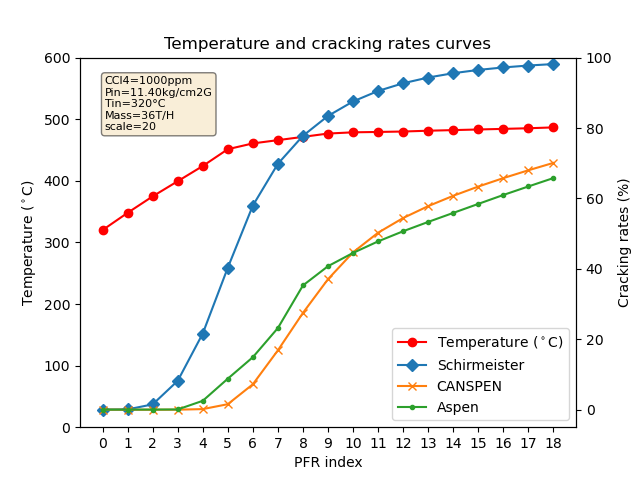 Temperature and cracking rates curves
CCl4=1000ppm
Pin=11.40kg/cm2G
Tin=320°C
Mass=36T/H
scale=20
600
500
400
300
200
100
0
Temperature (°C)
100
80
60
40
20
0
Cracking rates (%)
Temperature (°C)
Schirmeister
CANSPEN
Aspen
0 1 2 3 4 5 6 7 8 9 10 11 12 13 14 15 16 17 18
PFR index